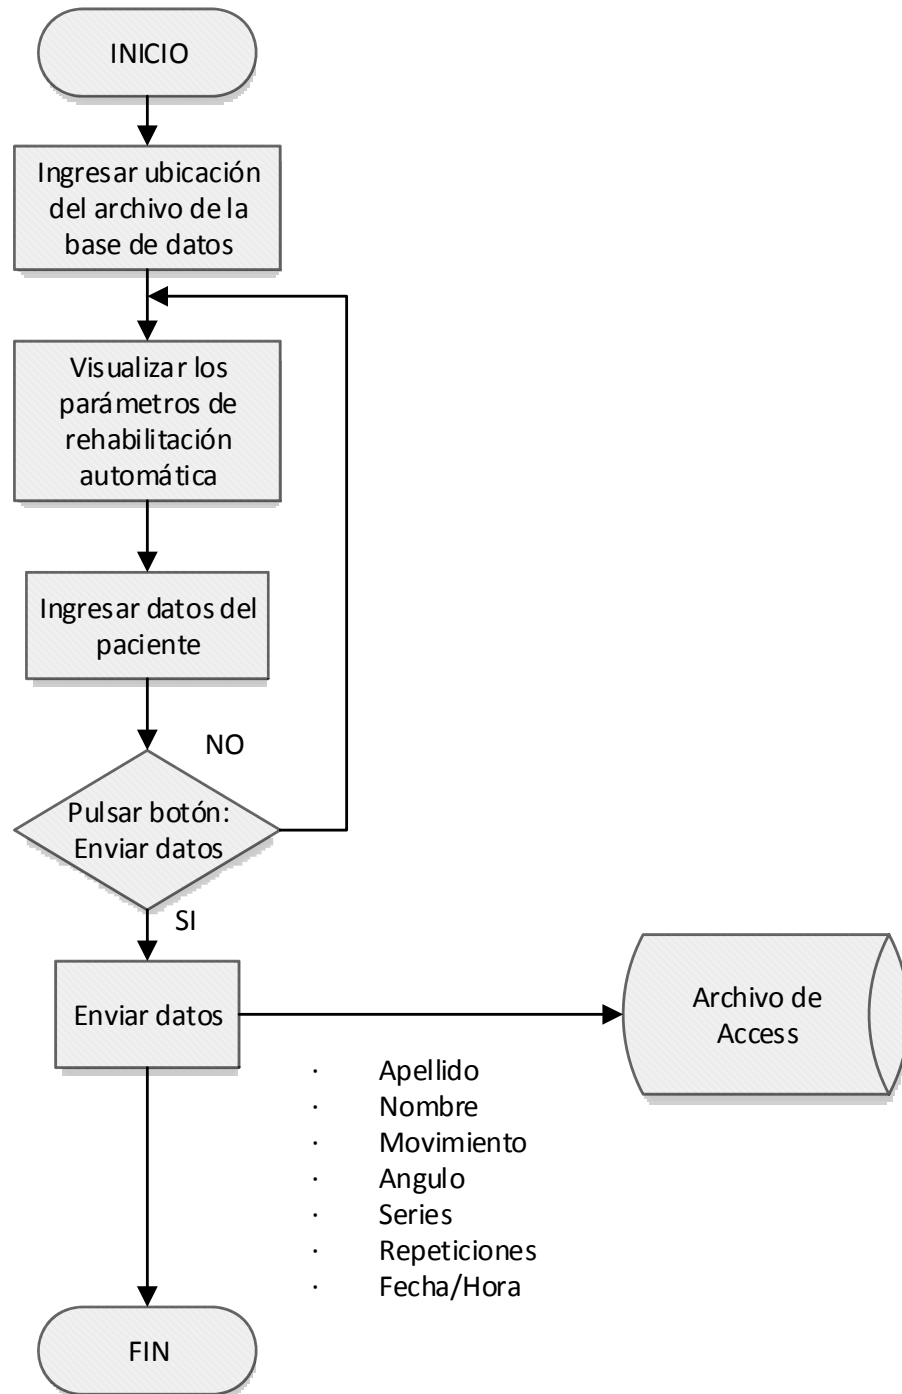 INICIO
Ingresar ubicación
del archivo de la
base de datos
Visualizar los
parámetros de
rehabilitación
automática
Ingresar datos del
paciente
NO
Pulsar botón:
Enviar datos
SI
Enviar datos
Archivo de
Access
· Apellido
· Nombre
· Movimiento
· Angulo
· Series
· Repeticiones
· Fecha/Hora
FIN